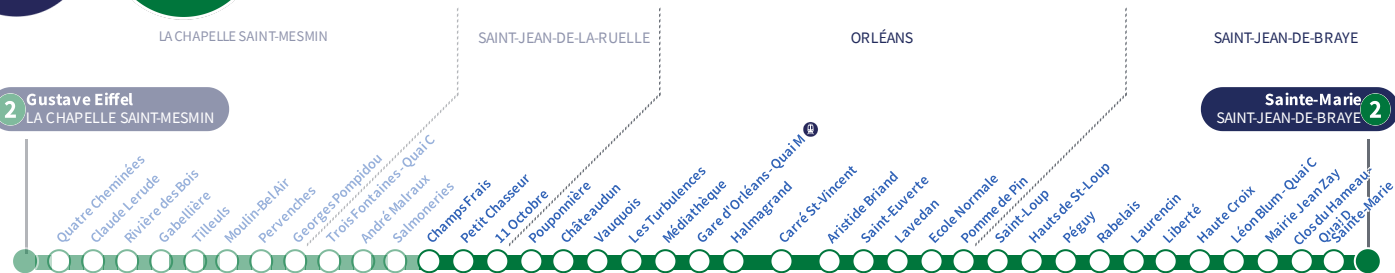 LA CHAPELLE SAINT-MESMIN
SAINT-JEAN-DE-LA-RUELLE
ORLÉANS
SAINT-JEAN-DE-BRAYE
2
Gustave Eiffel
LA CHAPELLE SAINT-MESMIN
Sainte-Marie
SAINT-JEAN-DE-BRAYE
2
Quatre Cheminées
Claude Lerude
Rivière des Bois
Gabellière
Tilleuls
Moulin-Bel Air
Pervenches
Georges Pompidou
Trois Fontaines - Quai C
André Malraux
Salmoneries
Champs Frais
Petit Chasseur
11 Octobre
Pouponnière
Châteaudun
Vauquois
Les Turbulences
Médiathèque
Gare d'Orléans - Quai M
Halmagrand
Carré St-Vincent
Aristide Briand
Saint-Euverte
Lavedan
Ecole Normale
Pomme de Pin
Saint-Loup
Hauts de St-Loup
Péguy
Rabelais
Laurencin
Liberté
Haute Croix
Léon Blum - Quai C
Mairie Jean Zay
Clos du Hameau -
Quai D
Sainte-Marie